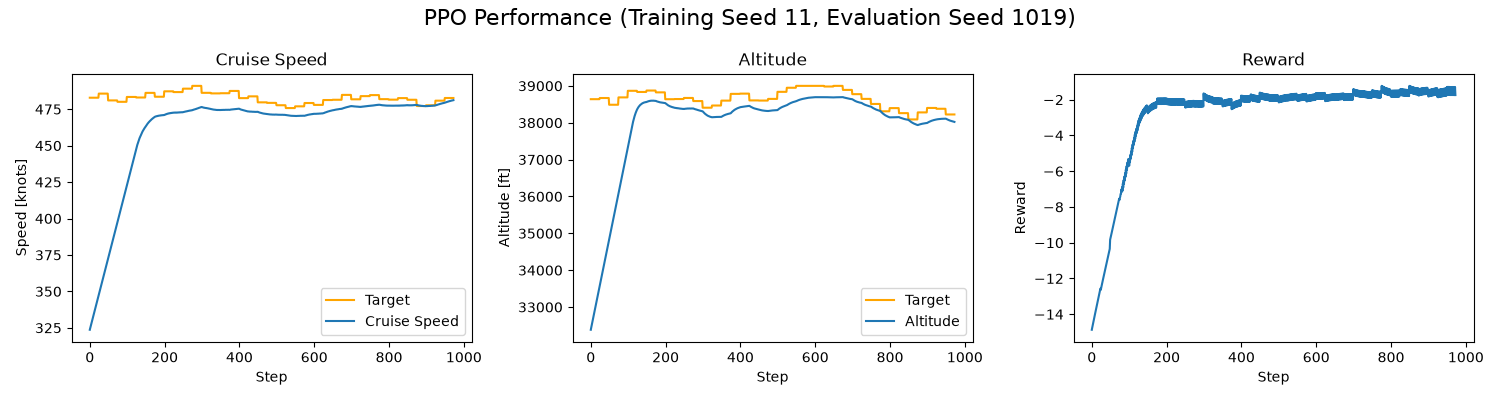 PPO Performance (Training Seed 11, Evaluation Seed 1019)
Cruise Speed
Speed [knots]
475
450
425
400
375
350
325
0 200 400 600 800 1000
Step
Target
Cruise Speed
Altitude
Altitude [ft]
39000
38000
37000
36000
35000
34000
33000
0 200 400 600 800 1000
Step
Target
Altitude
Reward
Reward
−2
−4
−6
−8
−10
−12
−14
0 200 400 600 800 1000
Step